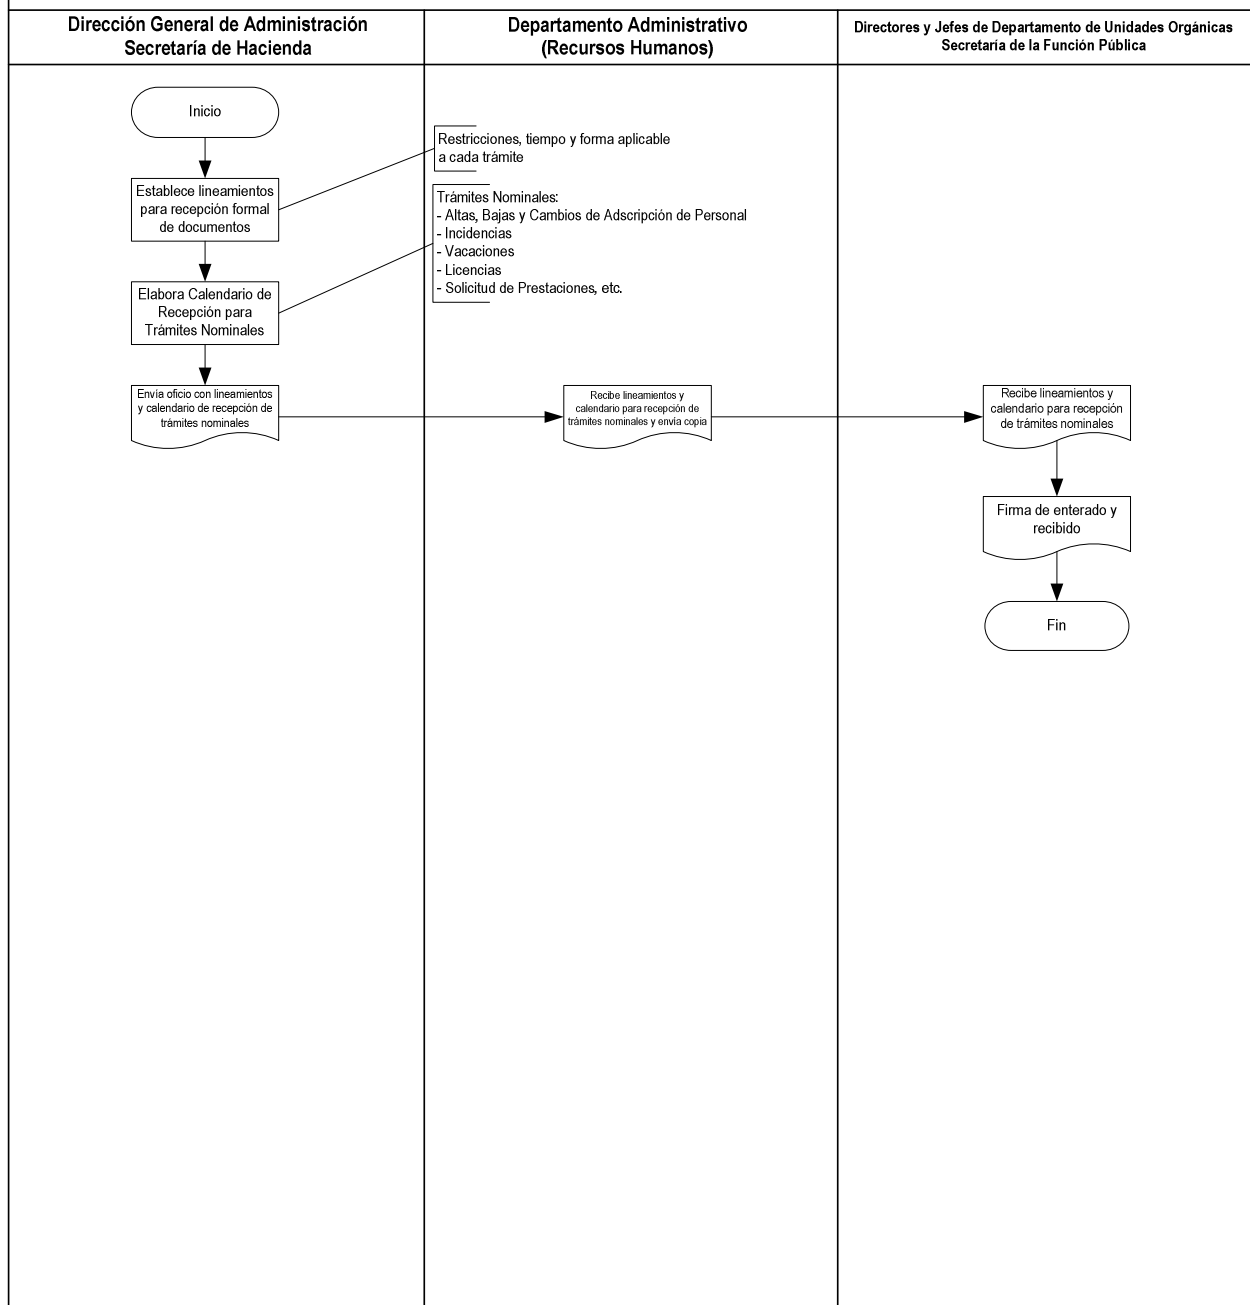 Dirección General de Administración
Secretaría de Hacienda
Departamento Administrativo
(Recursos Humanos)
Directores y Jefes de Departamento de Unidades Orgánicas
Secretaría de la Función Pública
Inicio
Restricciones, tiempo y forma aplicable
a cada trámite
Establece lineamientos
para recepción formal
de documentos
Trámites Nominales:
- Altas, Bajas y Cambios de Adscripción de Personal
- Incidencias
- Vacaciones
- Licencias
- Solicitud de Prestaciones, etc.
Elabora Calendario de
Recepción para
Trámites Nominales
Envía oficio con lineamientos
y calendario de recepción de
trámites nominales
Recibe lineamientos y
calendario para recepción de
trámites nominales y envía copia
Recibe lineamientos y
calendario para recepción
de trámites nominales
Firma de enterado y
recibido
Fin